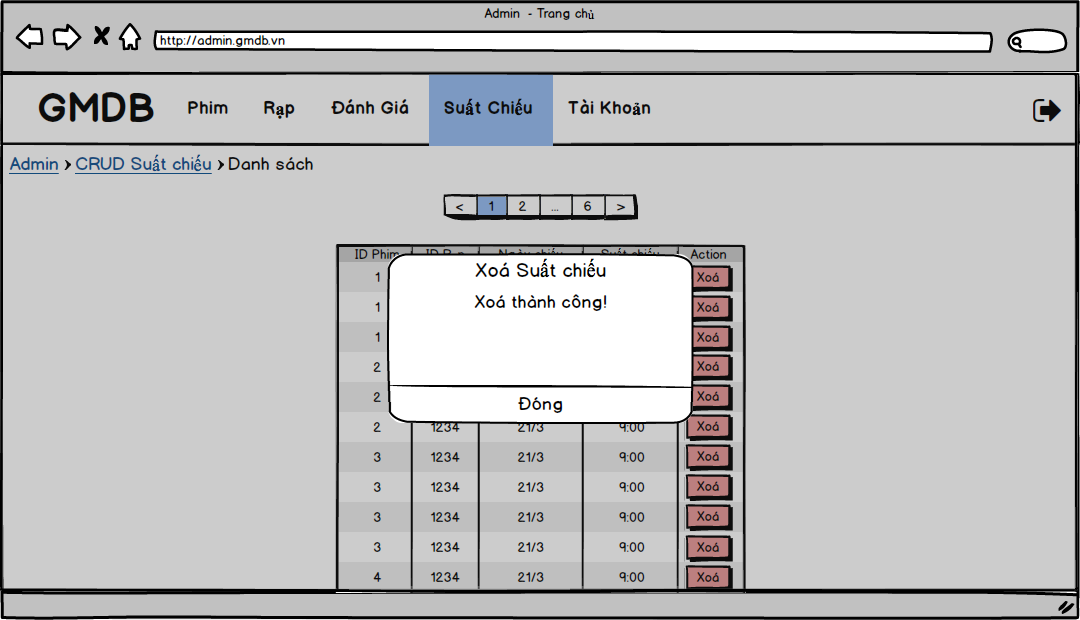 Admin - Trang chủ
http://admin.gmdb.vn
GMDB Phim Rạp Đánh Giá Suất Chiếu Tài Khoản
Admin > CRUD Suất chiếu > Danh sách
< 1 2 ... 6 >
ID Phim Action
1 Xoá
1 Xoá
1 Xoá
2 Xoá
2 Xoá
Xoá Suất chiếu
Xoá thành công!
Đóng
2 1234 21/3 9:00 Xoá
3 1234 21/3 9:00 Xoá
3 1234 21/3 9:00 Xoá
3 1234 21/3 9:00 Xoá
3 1234 21/3 9:00 Xoá
4 1234 21/3 9:00 Xoá